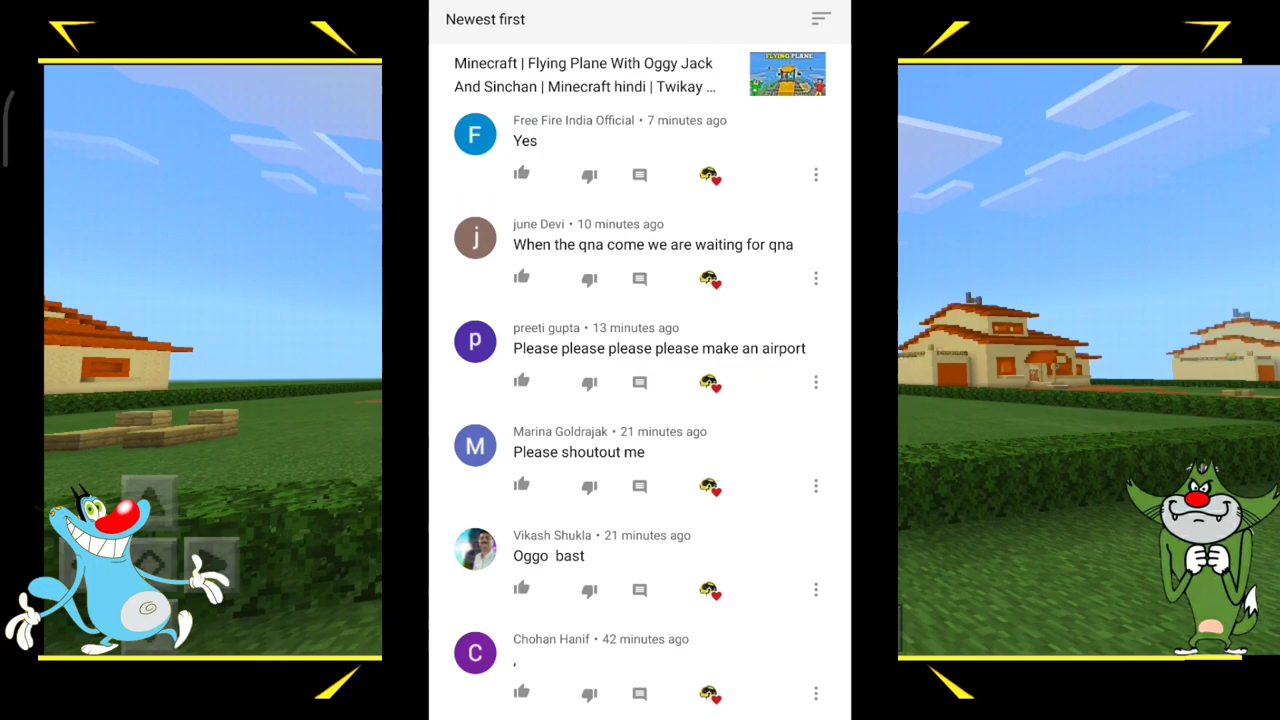 Newest first
Minecraft | Flying Plane With Oggy Jack
And Sinchan | Minecraft hindi | Twikay ...
FLYING PLANE
F
Free Fire India Official • 7 minutes ago
Yes
j
june Devi • 10 minutes ago
When the qna come we are waiting for qna
p
preeti gupta • 13 minutes ago
Please please please please make an airport
M
Marina Goldrajak • 21 minutes ago
Please shoutout me
Vikash Shukla • 21 minutes ago
Oggo bast
C
Chohan Hanif • 42 minutes ago
,